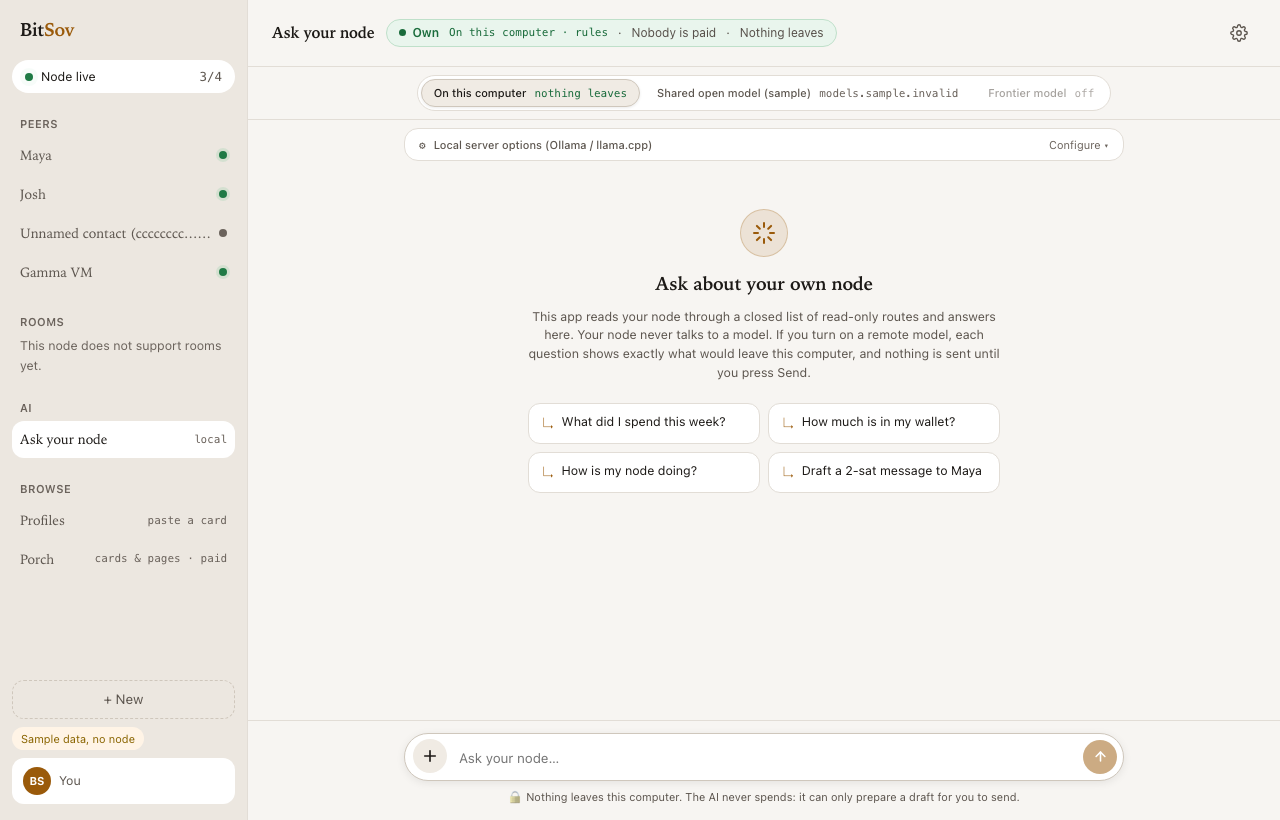 BitSov
Node live 3/4
PEERS
Maya
Josh
Unnamed contact (cccccccc...…
Gamma VM
ROOMS
This node does not support rooms
yet.
AI
Ask your node local
BROWSE
Profiles paste a card
Porch cards & pages · paid
+ New
Sample data, no node
BS You
Ask your node
Own On this computer · rules · Nobody is paid · Nothing leaves
On this computer nothing leaves
Shared open model (sample) models.sample.invalid
Frontier model off
Local server options (Ollama / llama.cpp)
Configure ▾
Ask about your own node
This app reads your node through a closed list of read-only routes and answers
here. Your node never talks to a model. If you turn on a remote model, each
question shows exactly what would leave this computer, and nothing is sent until
you press Send.
What did I spend this week?
How much is in my wallet?
How is my node doing?
Draft a 2-sat message to Maya
Ask your node…
Nothing leaves this computer. The AI never spends: it can only prepare a draft for you to send.